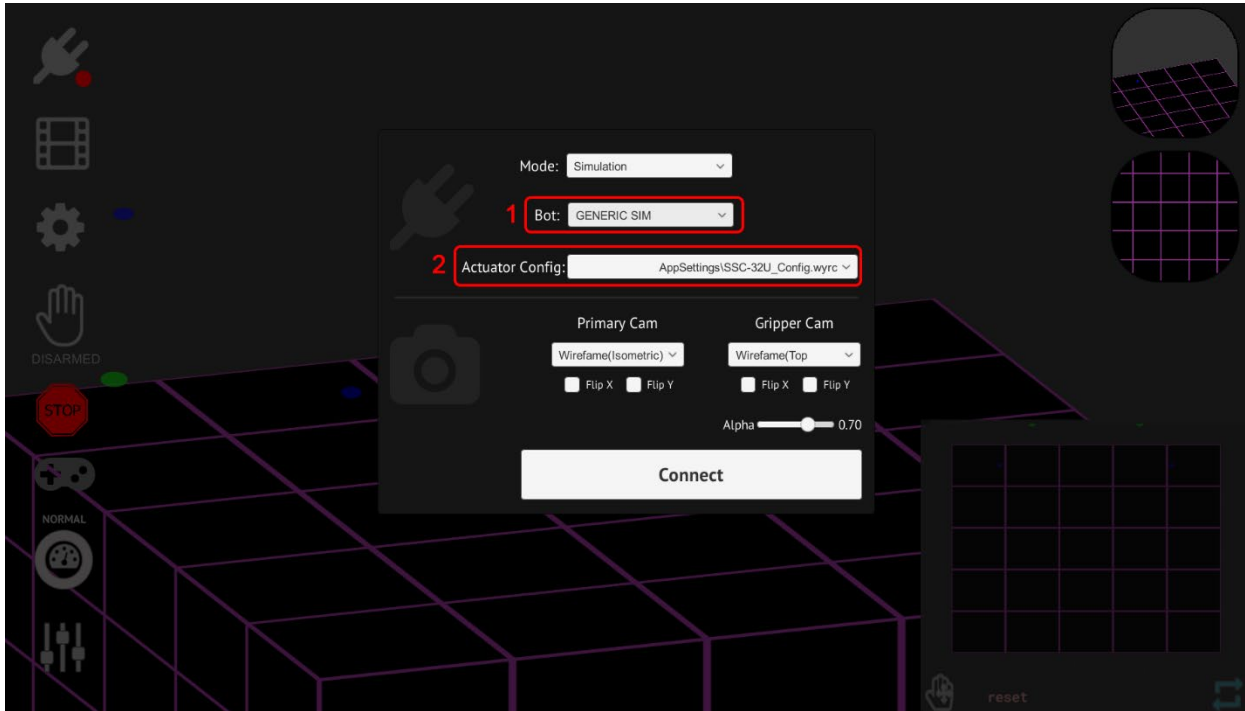 Mode: Simulation
1 Bot: GENERIC SIM
2 Actuator Config: AppSettings\SSC-32U_Config.wyrc
DISARMED
STOP
NORMAL
Primary Cam Gripper Cam
Wirefame(Isometric) Wirefame(Top
Flip X Flip Y Flip X Flip Y
Alpha 0.70
Connect
reset